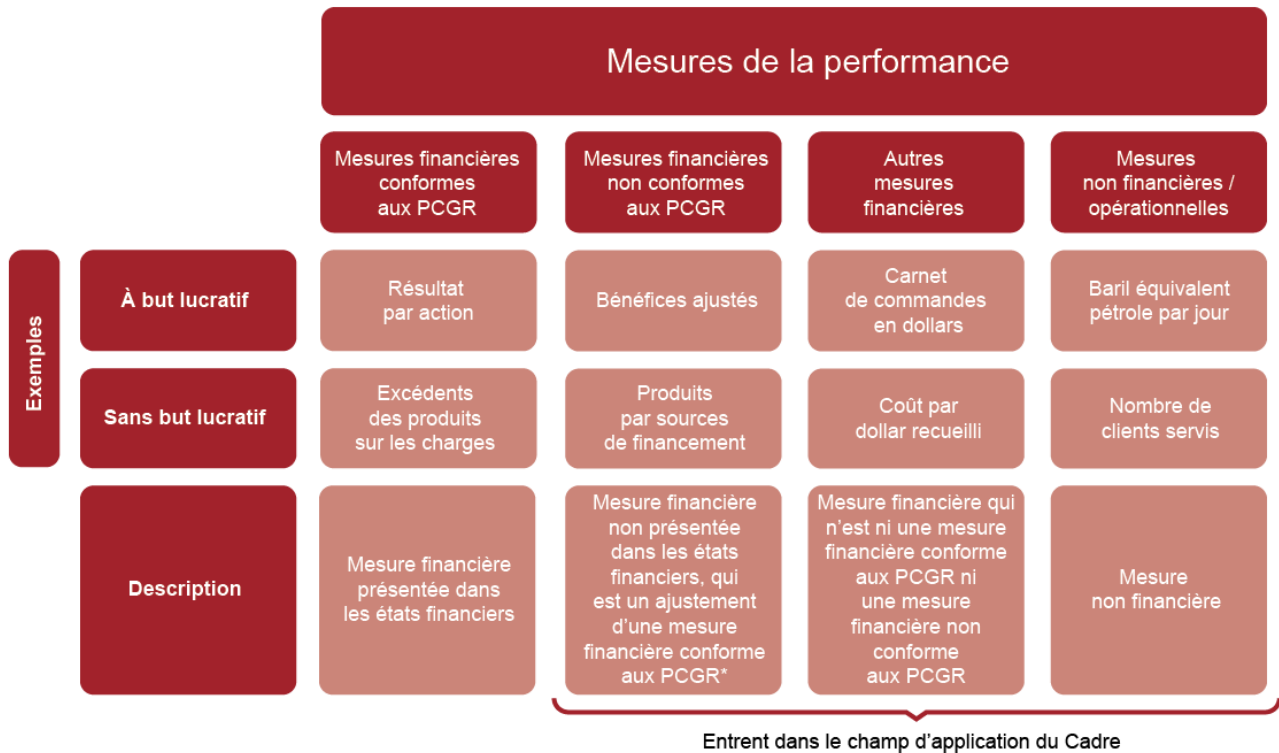 Mesures de la performance
Mesures financières
conformes
aux PCGR
Mesures financières
non conformes
aux PCGR
Autres
mesures
financières
Mesures
non financières /
opérationnelles
Exemples
À but lucratif
Résultat
par action
Bénéfices ajustés
Carnet
de commandes
en dollars
Baril équivalent
pétrole par jour
Sans but lucratif
Excédents
des produits
sur les charges
Produits
par sources
de financement
Coût par
dollar recueilli
Nombre de
clients servis
Description
Mesure financière
présentée dans
les états financiers
Mesure financière
non présentée
dans les états
financiers, qui
est un ajustement
d’une mesure
financière conforme
aux PCGR*
Mesure financière qui
n’est ni une mesure
financière conforme
aux PCGR ni
une mesure
financière non
conforme
aux PCGR
Mesure
non financière
Entrent dans le champ d’application du Cadre